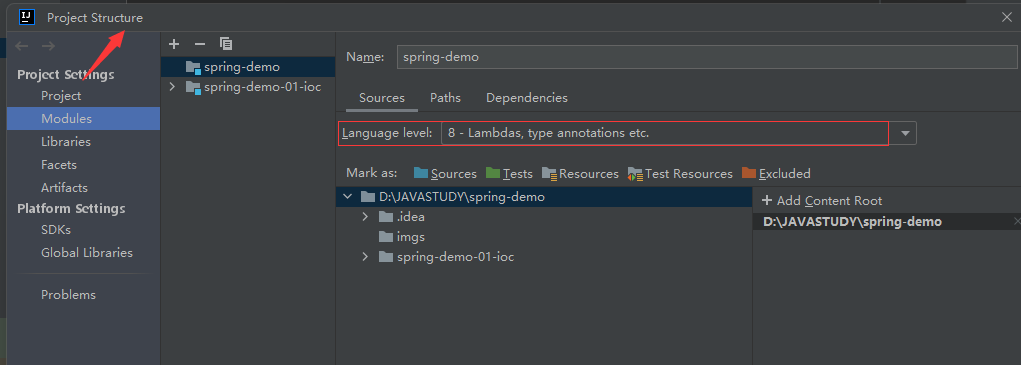 IJ Project Structure
Project Settings
Project
Modules
Libraries
Facets
Artifacts
Platform Settings
SDKs
Global Libraries
Problems
spring-demo
spring-demo-01-ioc
Name: spring-demo
Sources Paths Dependencies
Language level: 8 - Lambdas, type annotations etc.
Mark as: Sources Tests Resources Test Resources Excluded
D:\JAVASTUDY\spring-demo
.idea
imgs
spring-demo-01-ioc
+ Add Content Root
D:\JAVASTUDY\spring-demo